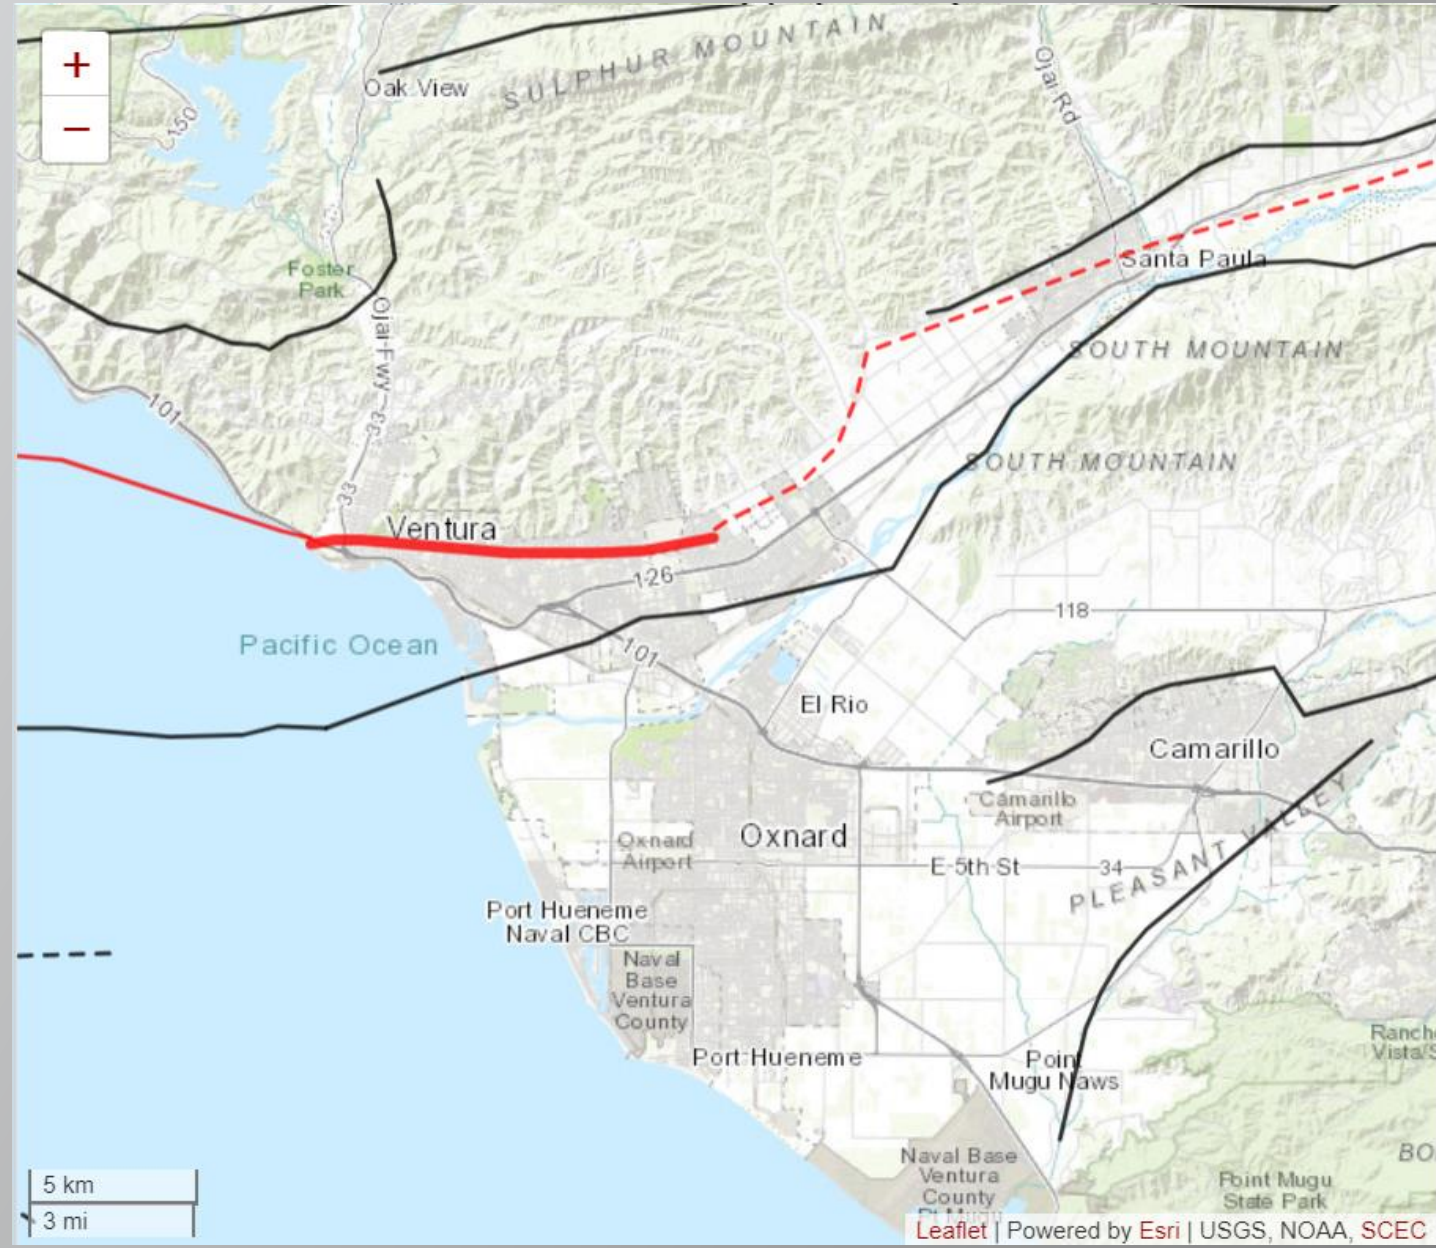 +
−
150
Oak View
SULPHUR MOUNTAIN
Ojai Rd
Foster
Park
Ojai Fwy
33
Santa Paula
SOUTH MOUNTAIN
101
33
SOUTH MOUNTAIN
Ventura
126
118
Pacific Ocean
101
El Rio
Camarillo
Camarillo
Airport
Oxnard
Oxnard
Airport
E 5th St
34
PLEASANT VALLEY
Port Hueneme
Naval CBC
Naval
Base
Ventura
County
Port Hueneme
Point
Mugu Naws
Naval Base
Ventura
County
Pt Mugu
Point Mugu
State Park
5 km
3 mi
Leaflet | Powered by Esri | USGS, NOAA, SCEC